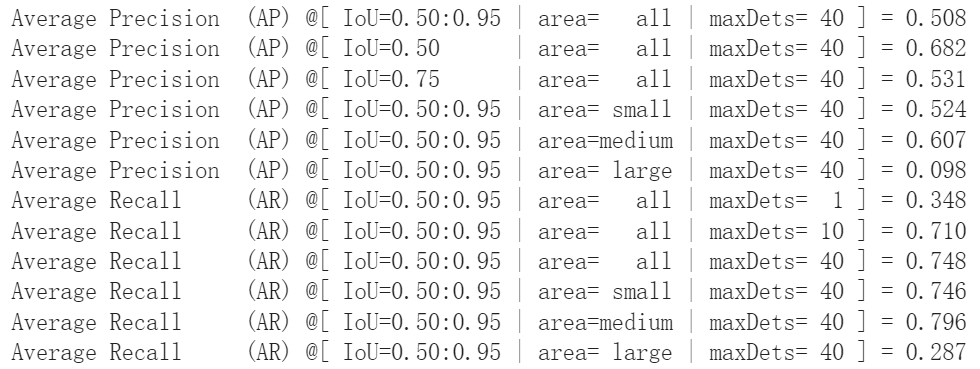 Average Precision  (AP) @[ IoU=0.50:0.95 | area=   all | maxDets= 40 ] = 0.508
Average Precision  (AP) @[ IoU=0.50      | area=   all | maxDets= 40 ] = 0.682
Average Precision  (AP) @[ IoU=0.75      | area=   all | maxDets= 40 ] = 0.531
Average Precision  (AP) @[ IoU=0.50:0.95 | area= small | maxDets= 40 ] = 0.524
Average Precision  (AP) @[ IoU=0.50:0.95 | area=medium | maxDets= 40 ] = 0.607
Average Precision  (AP) @[ IoU=0.50:0.95 | area= large | maxDets= 40 ] = 0.098
Average Recall     (AR) @[ IoU=0.50:0.95 | area=   all | maxDets=  1 ] = 0.348
Average Recall     (AR) @[ IoU=0.50:0.95 | area=   all | maxDets= 10 ] = 0.710
Average Recall     (AR) @[ IoU=0.50:0.95 | area=   all | maxDets= 40 ] = 0.748
Average Recall     (AR) @[ IoU=0.50:0.95 | area= small | maxDets= 40 ] = 0.746
Average Recall     (AR) @[ IoU=0.50:0.95 | area=medium | maxDets= 40 ] = 0.796
Average Recall     (AR) @[ IoU=0.50:0.95 | area= large | maxDets= 40 ] = 0.287